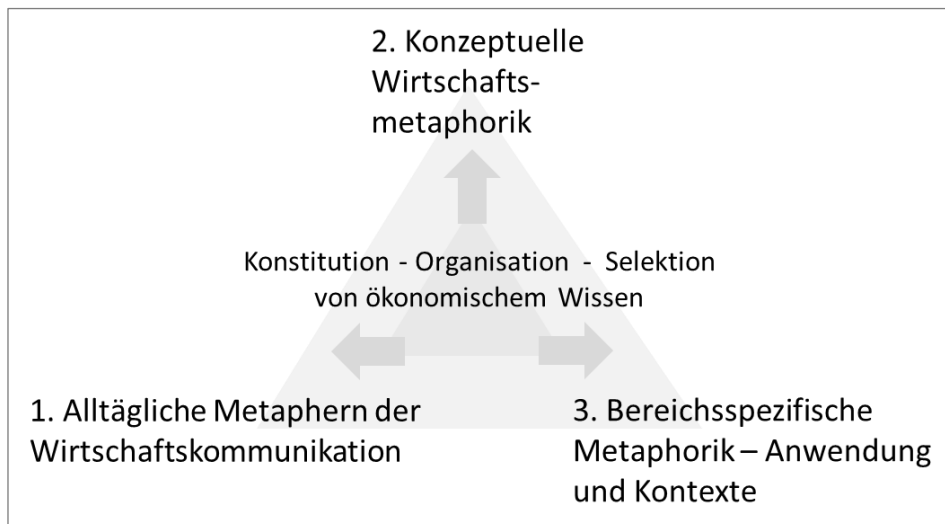 2. Konzeptuelle
Wirtschafts-
metaphorik
Konstitution - Organisation - Selektion
von ökonomischem Wissen
1. Alltägliche Metaphern der
Wirtschaftskommunikation
3. Bereichsspezifische
Metaphorik – Anwendung
und Kontexte